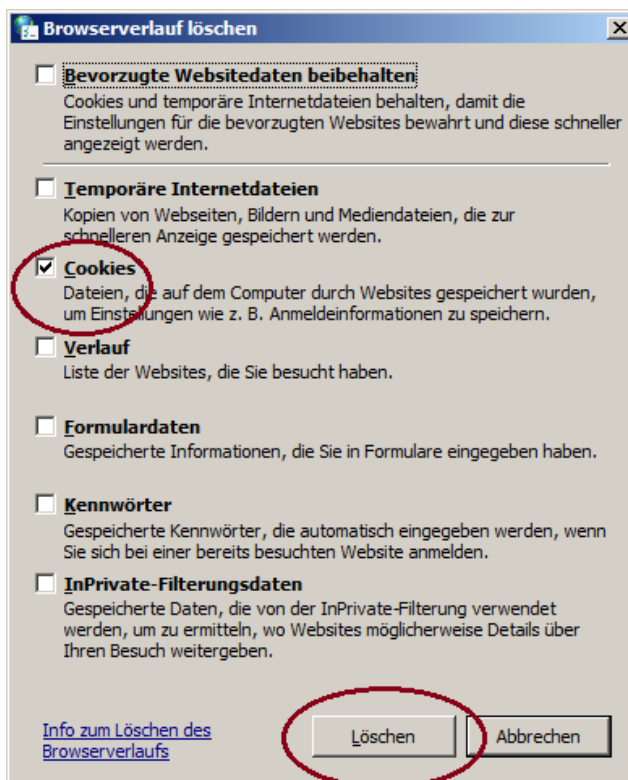 Browserverlauf löschen
Bevorzugte Websitedaten beibehalten
Cookies und temporäre Internetdateien behalten, damit die
Einstellungen für die bevorzugten Websites bewahrt und diese schneller
angezeigt werden.
Temporäre Internetdateien
Kopien von Webseiten, Bildern und Mediendateien, die zur
schnelleren Anzeige gespeichert werden.
Cookies
Dateien, die auf dem Computer durch Websites gespeichert wurden,
um Einstellungen wie z. B. Anmeldeinformationen zu speichern.
Verlauf
Liste der Websites, die Sie besucht haben.
Formulardaten
Gespeicherte Informationen, die Sie in Formulare eingegeben haben.
Kennwörter
Gespeicherte Kennwörter, die automatisch eingegeben werden, wenn
Sie sich bei einer bereits besuchten Website anmelden.
InPrivate-Filterungsdaten
Gespeicherte Daten, die von der InPrivate-Filterung verwendet
werden, um zu ermitteln, wo Websites möglicherweise Details über
Ihren Besuch weitergeben.
Info zum Löschen des
Browserverlaufs
Löschen
Abbrechen